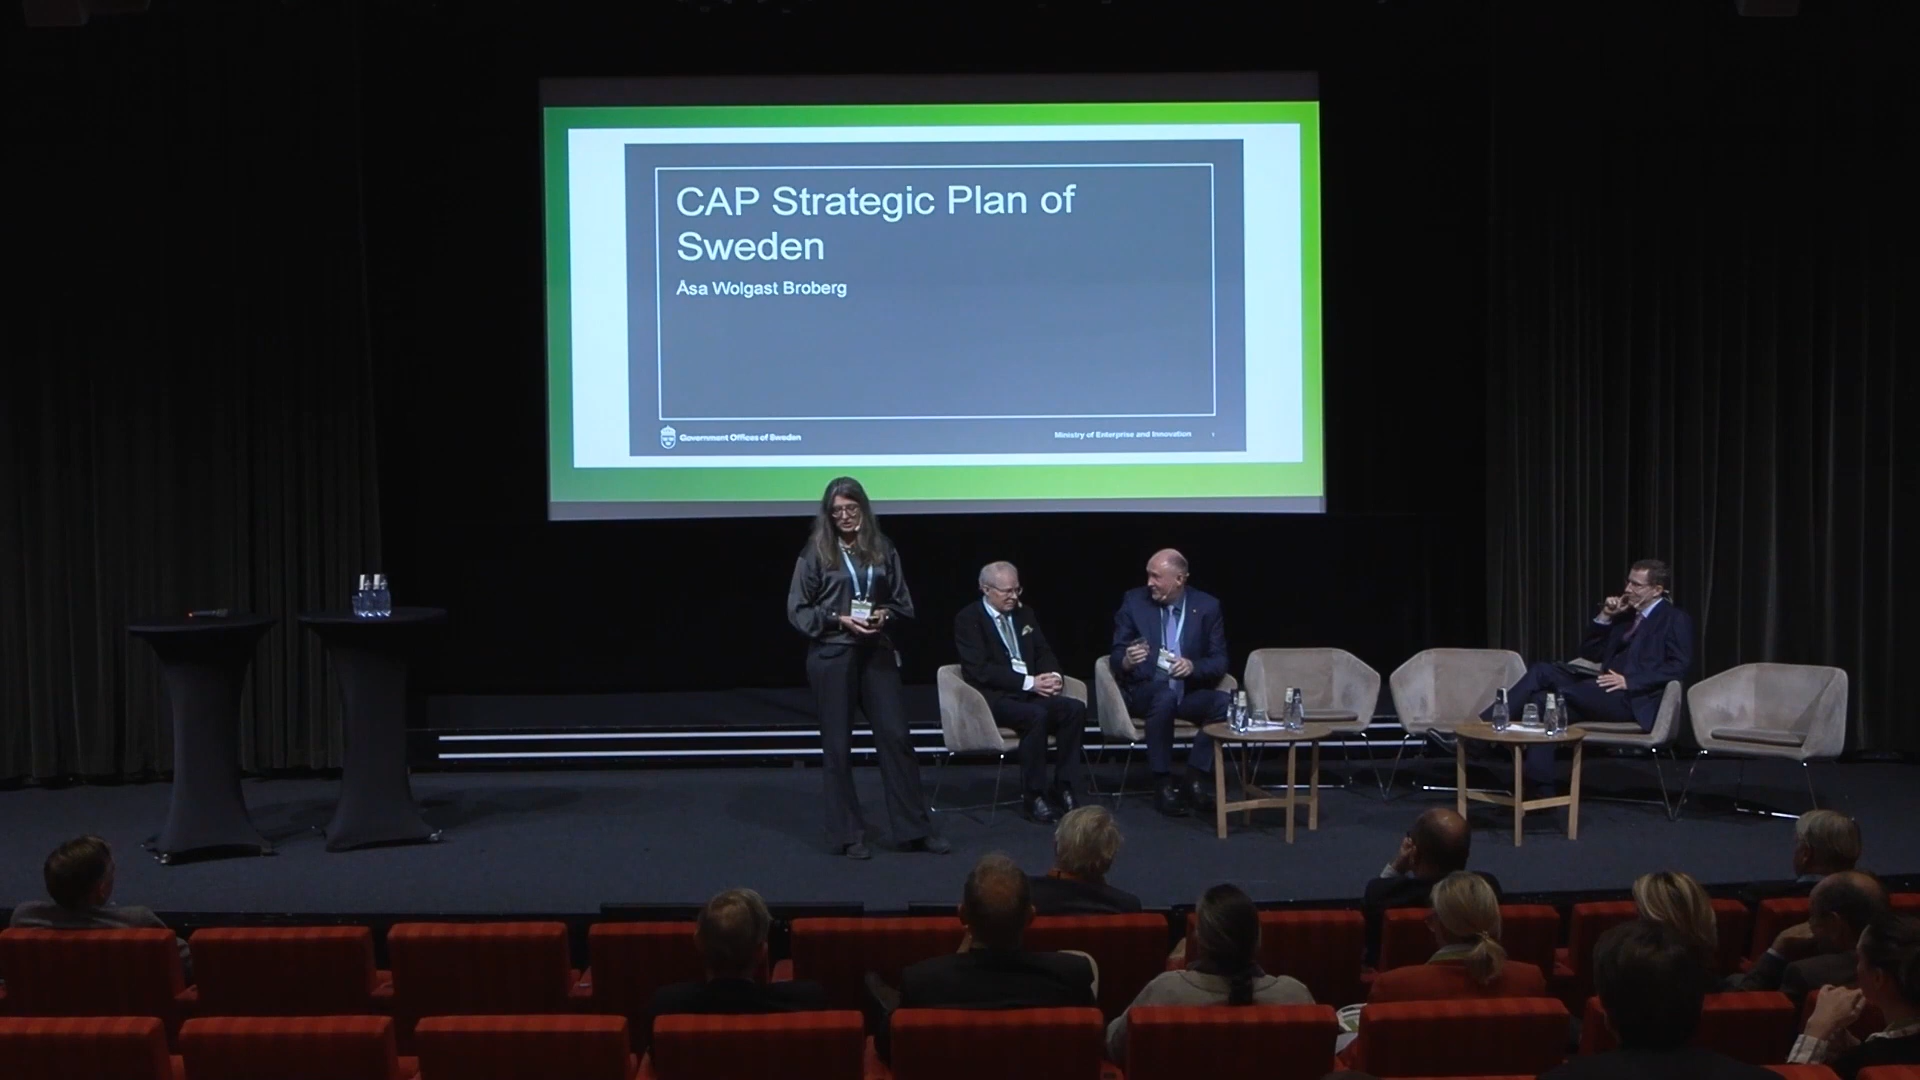 CAP Strategic Plan of
Sweden
Åsa Wolgast Broberg
Government Offices of Sweden
Ministry of Enterprise and Innovation